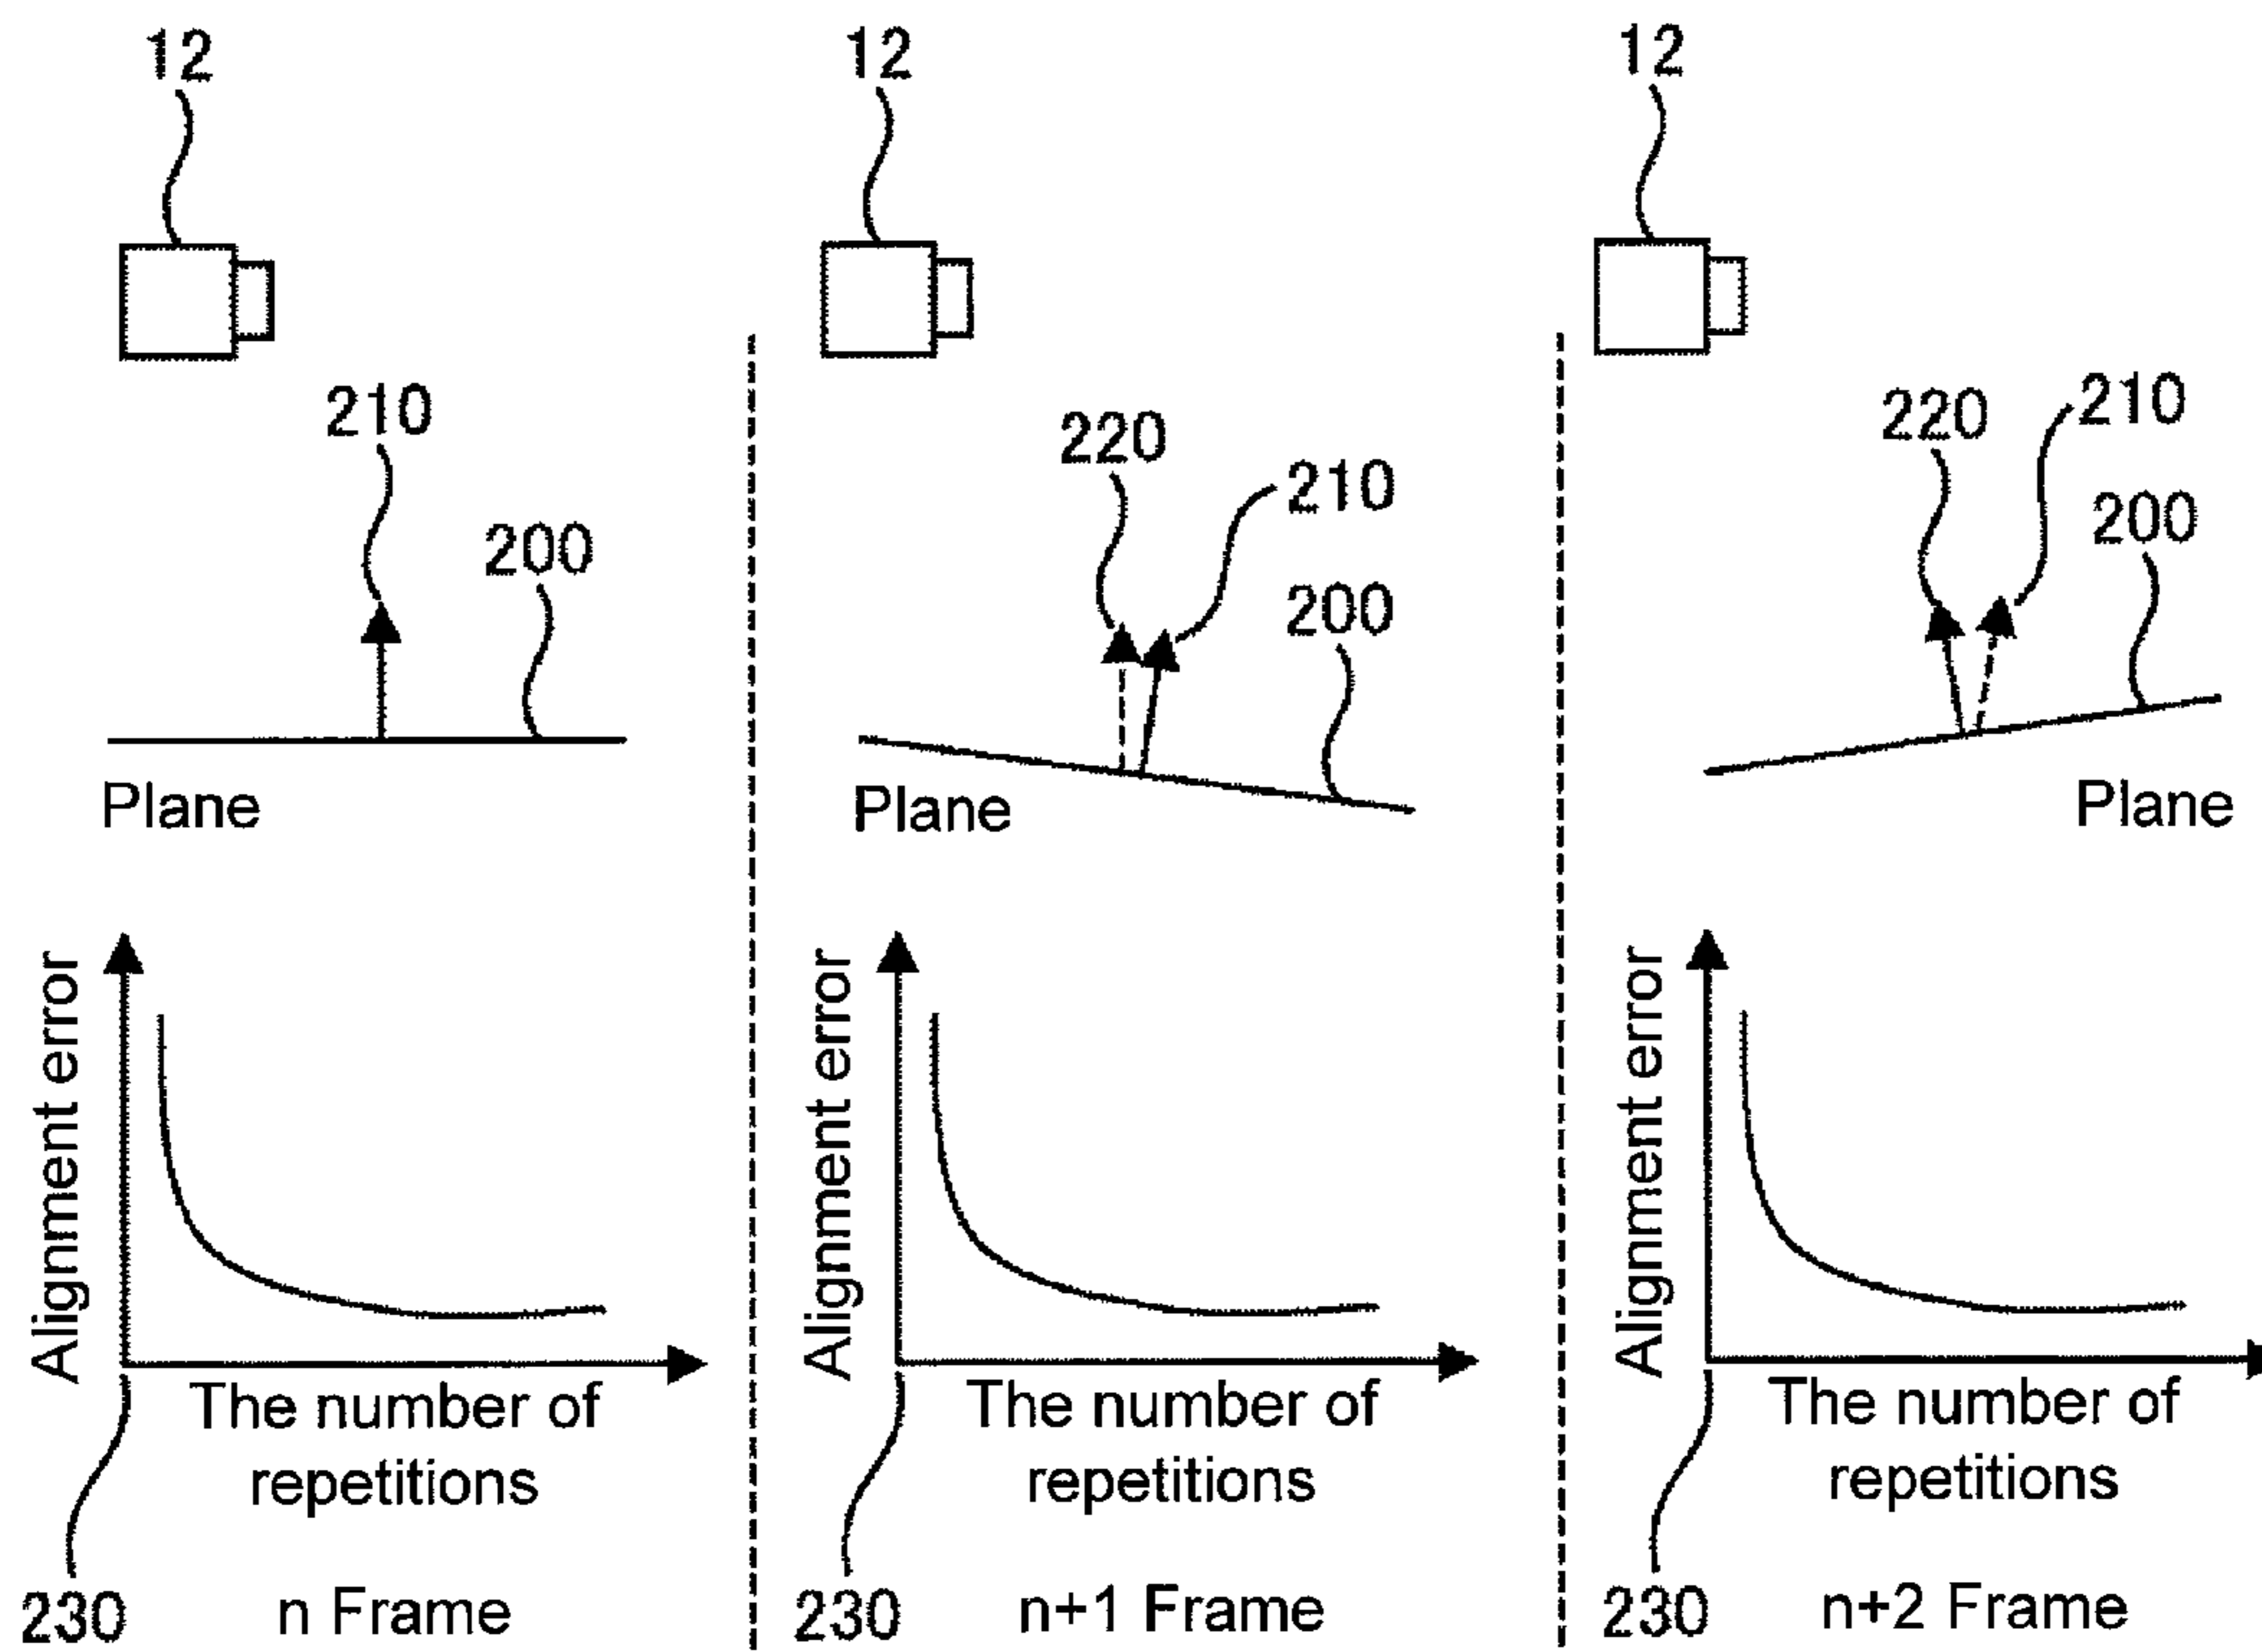 12
210
200
Plane
Alignment error
The number of
repetitions
230
n Frame
12
220
210
200
Plane
Alignment error
The number of
repetitions
230
n+1 Frame
12
220
210
200
Plane
Alignment error
The number of
repetitions
230
n+2 Frame